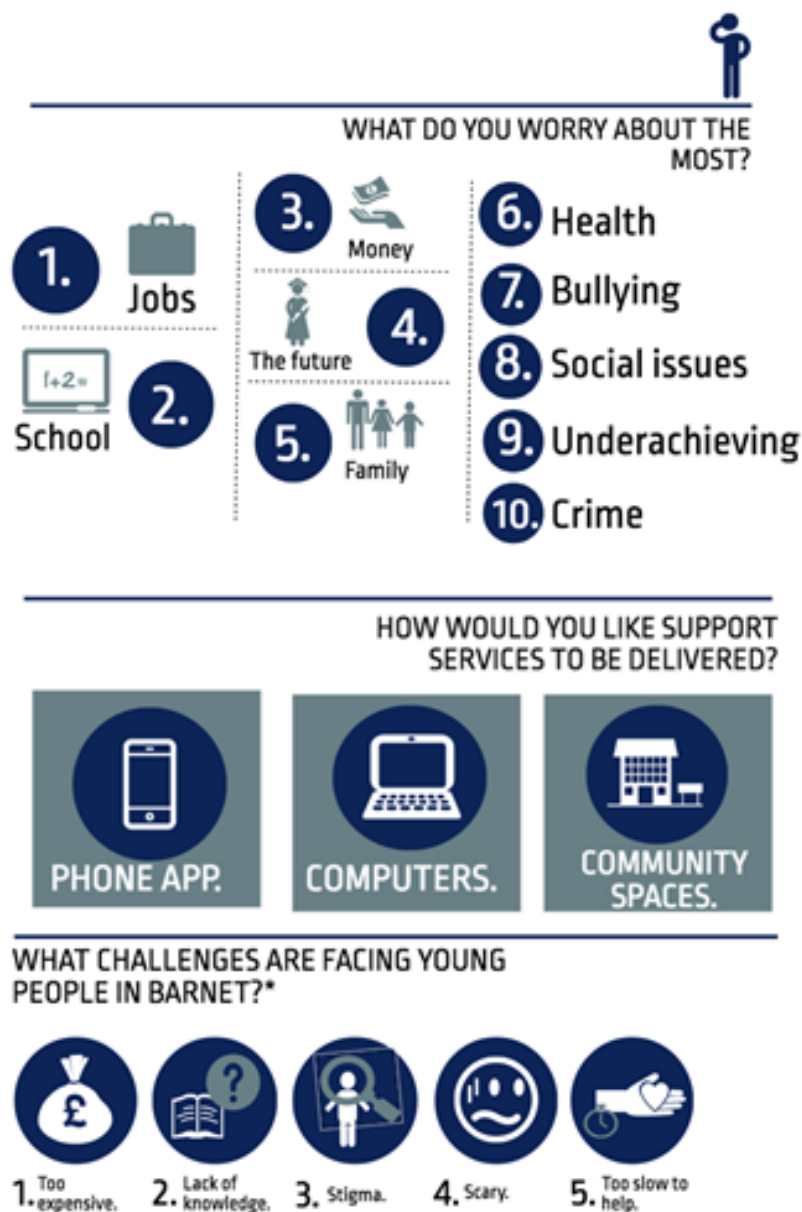 WHAT DO YOU WORRY ABOUT THE
MOST?
1.
Jobs
1+2=
School
2.
3.
Money
The future
4.
5.
Family
6. Health
7. Bullying
8. Social issues
9. Underachieving
10. Crime
HOW WOULD YOU LIKE SUPPORT
SERVICES TO BE DELIVERED?
PHONE APP.
COMPUTERS.
COMMUNITY
SPACES.
WHAT CHALLENGES ARE FACING YOUNG
PEOPLE IN BARNET?*
£
?
1. Too
expensive.
2. Lack of
knowledge.
3. Stigma.
4. Scary.
5. Too slow to
help.